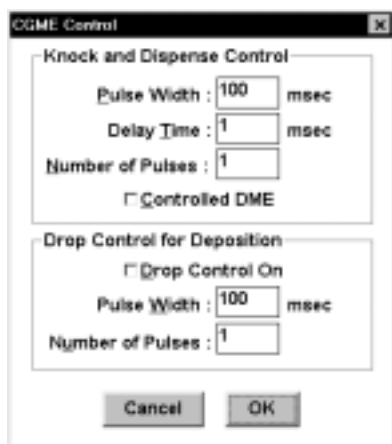 CGME Control
Knock and Dispense Control
Pulse Width : 100 msec
Delay Time : 1 msec
Number of Pulses : 1
Controlled DME
Drop Control for Deposition
Drop Control On
Pulse Width : 100 msec
Number of Pulses : 1
Cancel OK